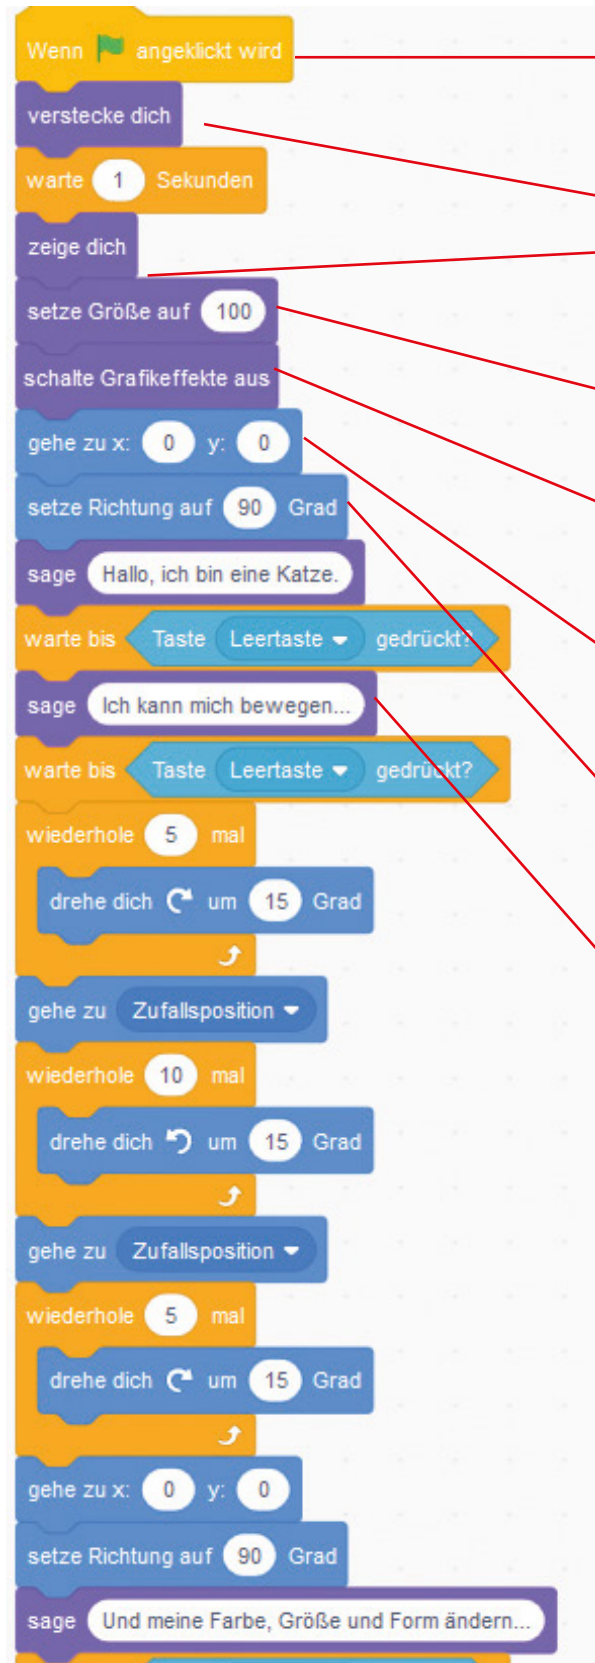 Wenn angeklickt wird
verstecke dich
warte 1 Sekunden
zeige dich
setze Größe auf 100
schalte Grafikeffekte aus
gehe zu x: 0 y: 0
setze Richtung auf 90 Grad
sage Hallo, ich bin eine Katze.
warte bis Taste Leertaste gedrückt?
sage Ich kann mich bewegen...
warte bis Taste Leertaste gedrückt?
wiederhole 5 mal
drehe dich um 15 Grad
gehe zu Zufallsposition
wiederhole 10 mal
drehe dich um 15 Grad
gehe zu Zufallsposition
wiederhole 5 mal
drehe dich um 15 Grad
gehe zu x: 0 y: 0
setze Richtung auf 90 Grad
sage Und meine Farbe, Größe und Form ändern...